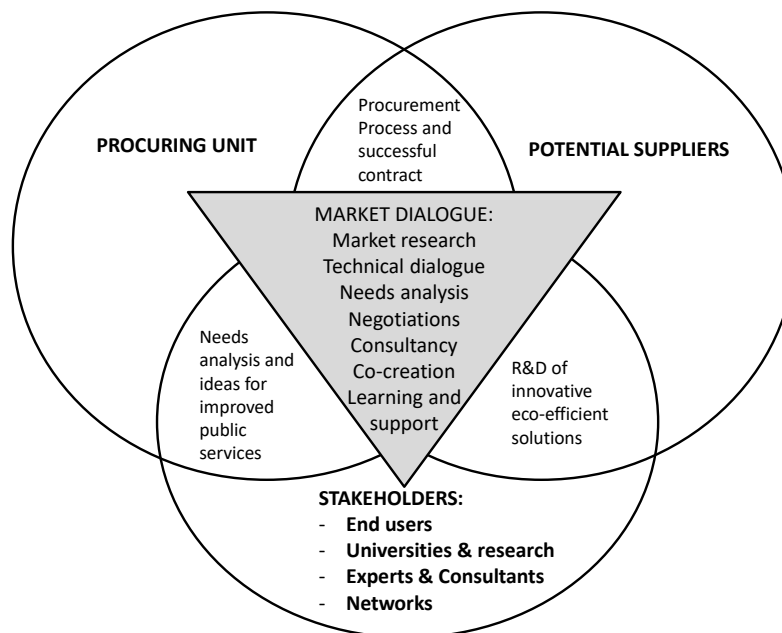 Procurement
Process and
successful
contract
PROCURING UNIT
POTENTIAL SUPPLIERS
MARKET DIALOGUE:
Market research
Technical dialogue
Needs analysis
Negotiations
Consultancy
Co-creation
Learning and
support
Needs
analysis and
ideas for
improved
public
services
R&D of
innovative
eco-efficient
solutions
STAKEHOLDERS:
- End users
- Universities & research
- Experts & Consultants
- Networks